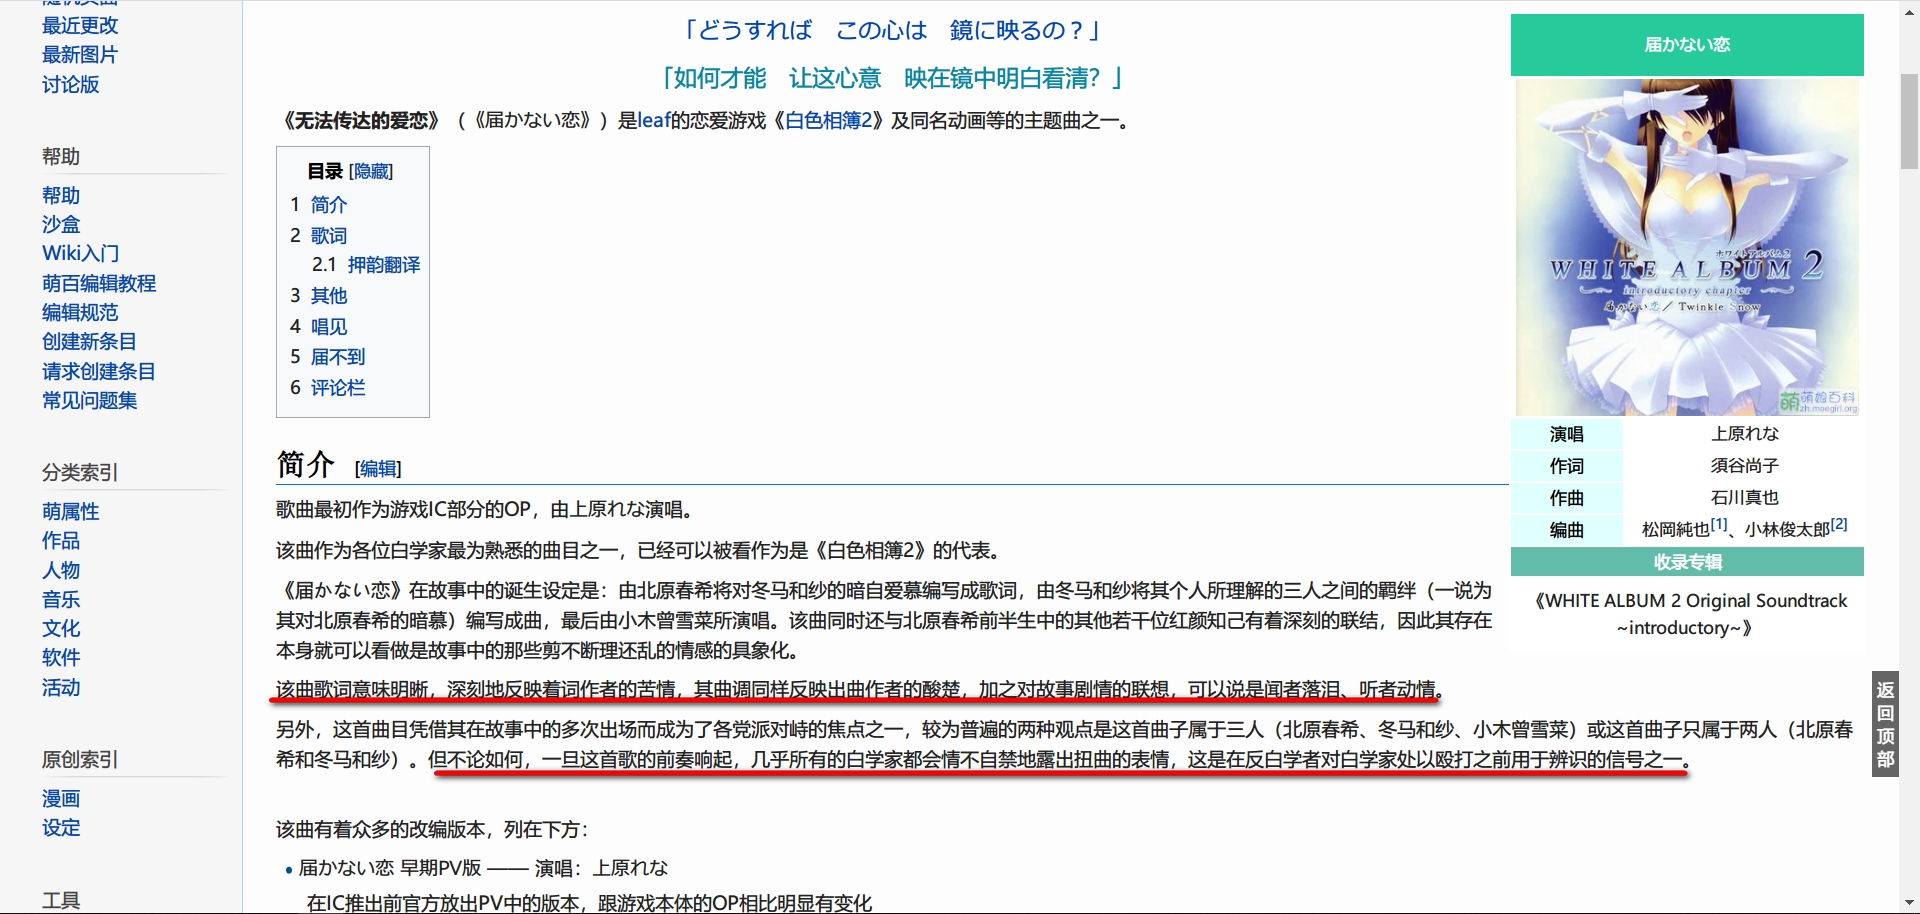 最近更改
最新图片
讨论版
帮助
帮助
沙盒
Wiki入门
萌百编辑教程
编辑规范
创建新条目
请求创建条目
常见问题集
分类索引
萌属性
作品
人物
音乐
文化
软件
活动
原创索引
漫画
设定
工具
「どうすれば　この心は　鏡に映るの？」
「如何才能　让这心意　映在镜中明白看清？」
《无法传达的爱恋》（《届かない恋》）是leaf的恋爱游戏《白色相簿2》及同名动画等的主题曲之一。
目录 [隐藏]
1 简介
2 歌词
2.1 押韵翻译
3 其他
4 唱见
5 届不到
6 评论栏
简介 [编辑]
歌曲最初作为游戏IC部分的OP，由上原れな演唱。
该曲作为各位白学家最为熟悉的曲目之一，已经可以被看作为是《白色相簿2》的代表。
《届かない恋》在故事中的诞生设定是：由北原春希将对冬马和纱的暗自爱慕编写成歌词，由冬马和纱将其个人所理解的三人之间的羁绊（一说为
其对北原春希的暗慕）编写成曲，最后由小木曾雪菜所演唱。该曲同时还与北原春希前半生中的其他若干位红颜知己有着深刻的联结，因此其存在
本身就可以看做是故事中的那些剪不断理还乱的情感的具象化。
该曲歌词意味明晰，深刻地反映着词作者的苦情，其曲调同样反映出曲作者的酸楚，加之对故事剧情的联想，可以说是闻者落泪、听者动情。
另外，这首曲目凭借其在故事中的多次出场而成为了各党派对峙的焦点之一，较为普遍的两种观点是这首曲子属于三人（北原春希、冬马和纱、小木曾雪菜）或这首曲子只属于两人（北原春
希和冬马和纱）。但不论如何，一旦这首歌的前奏响起，几乎所有的白学家都会情不自禁地露出扭曲的表情，这是在反白学者对白学家处以殴打之前用于辨识的信号之一。
该曲有着众多的改编版本，列在下方：
• 届かない恋 早期PV版 —— 演唱：上原れな
在IC推出前官方放出PV中的版本，跟游戏本体的OP相比明显有变化
届かない恋
ホワイトアルバム2
WHITE ALBUM 2
introductory chapter
届かない恋／Twinkle Snow
萌娘百科
zh.moegirl.org
演唱 上原れな
作词 須谷尚子
作曲 石川真也
编曲 松岡純也[1]、小林俊太郎[2]
收录专辑
《WHITE ALBUM 2 Original Soundtrack
~introductory~》
返回顶部